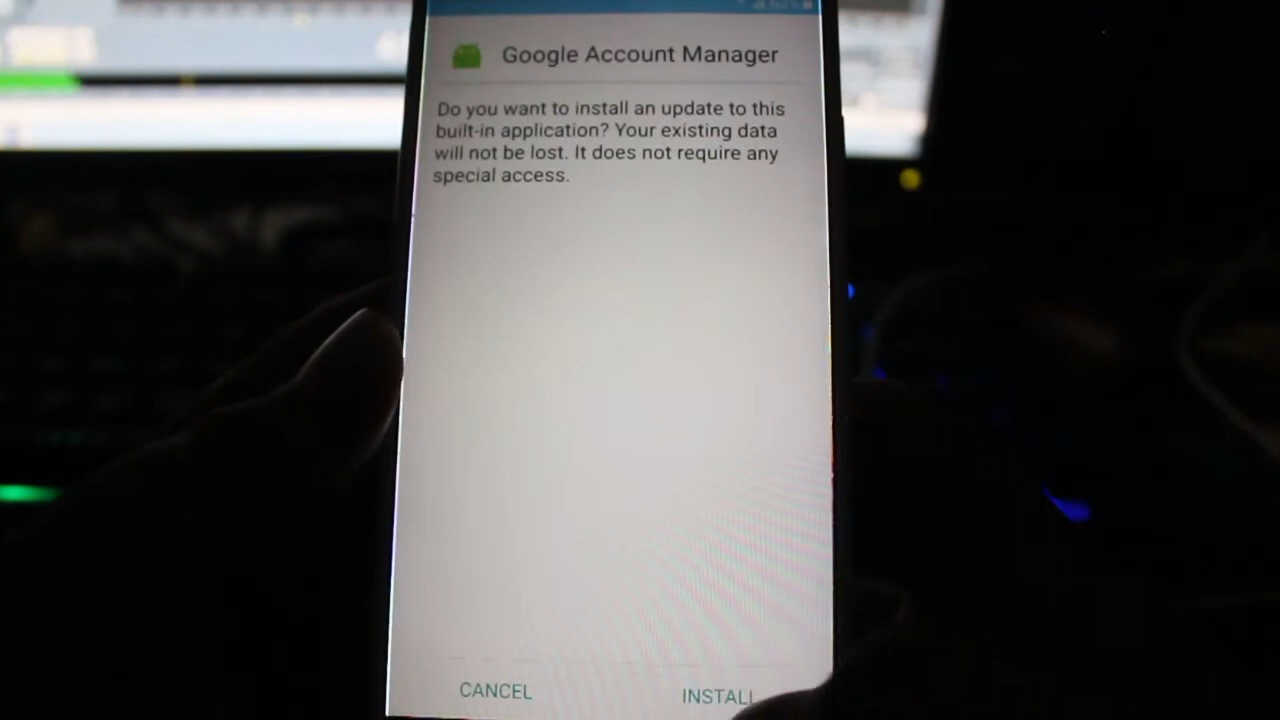 Google Account Manager
Do you want to install an update to this
built-in application? Your existing data
will not be lost. It does not require any
special access.
CANCEL
INSTALL